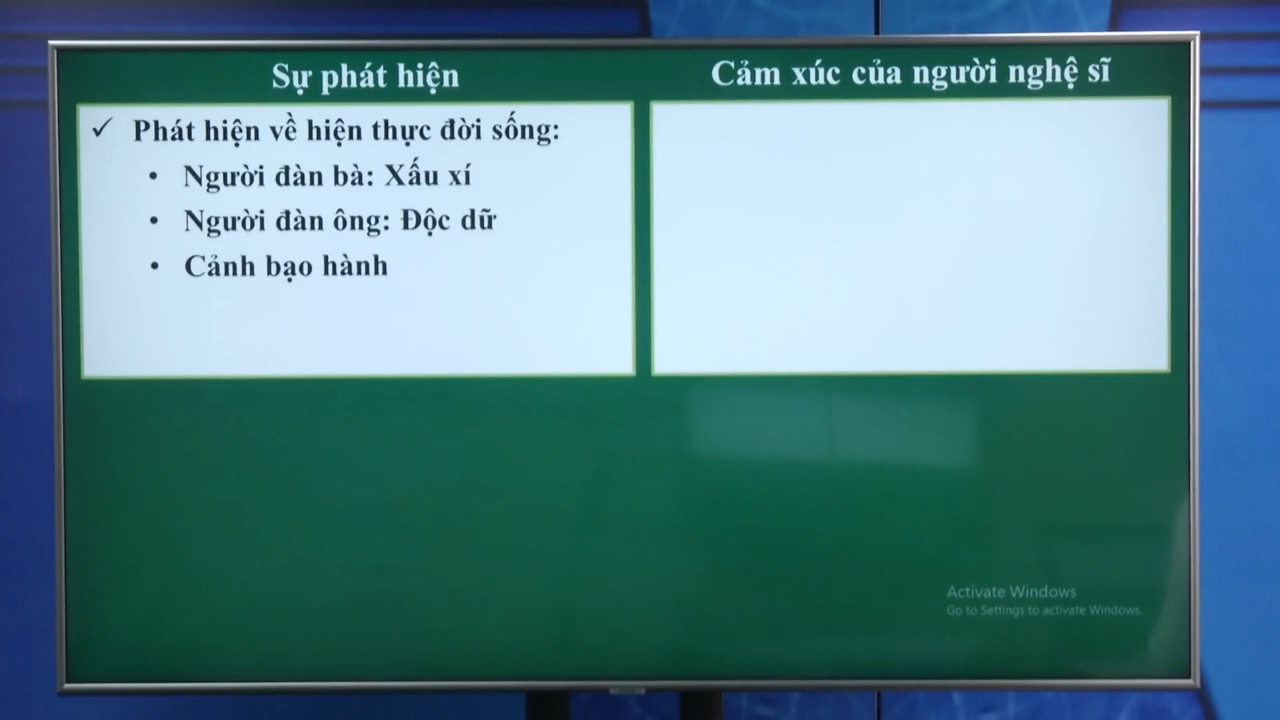 Sự phát hiện
Cảm xúc của người nghệ sĩ
✓ Phát hiện về hiện thực đời sống:
• Người đàn bà: Xấu xí
• Người đàn ông: Độc dữ
• Cảnh bạo hành
Activate Windows
Go to Settings to activate Windows.